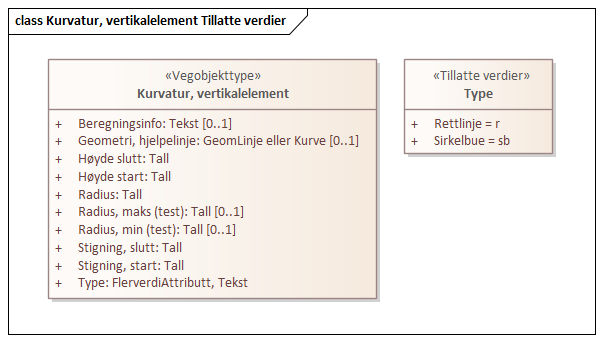 class Kurvatur, vertikalelement Tillatte verdier
«Vegobjekttype»
Kurvatur, vertikalelement
+ Beregningsinfo: Tekst [0..1]
+ Geometri, hjelpelinje: GeomLinje eller Kurve [0..1]
+ Høyde slutt: Tall
+ Høyde start: Tall
+ Radius: Tall
+ Radius, maks (test): Tall [0..1]
+ Radius, min (test): Tall [0..1]
+ Stigning, slutt: Tall
+ Stigning, start: Tall
+ Type: FlerverdiAttributt, Tekst
«Tillatte verdier»
Type
+ Rettlinje = r
+ Sirkelbue = sb